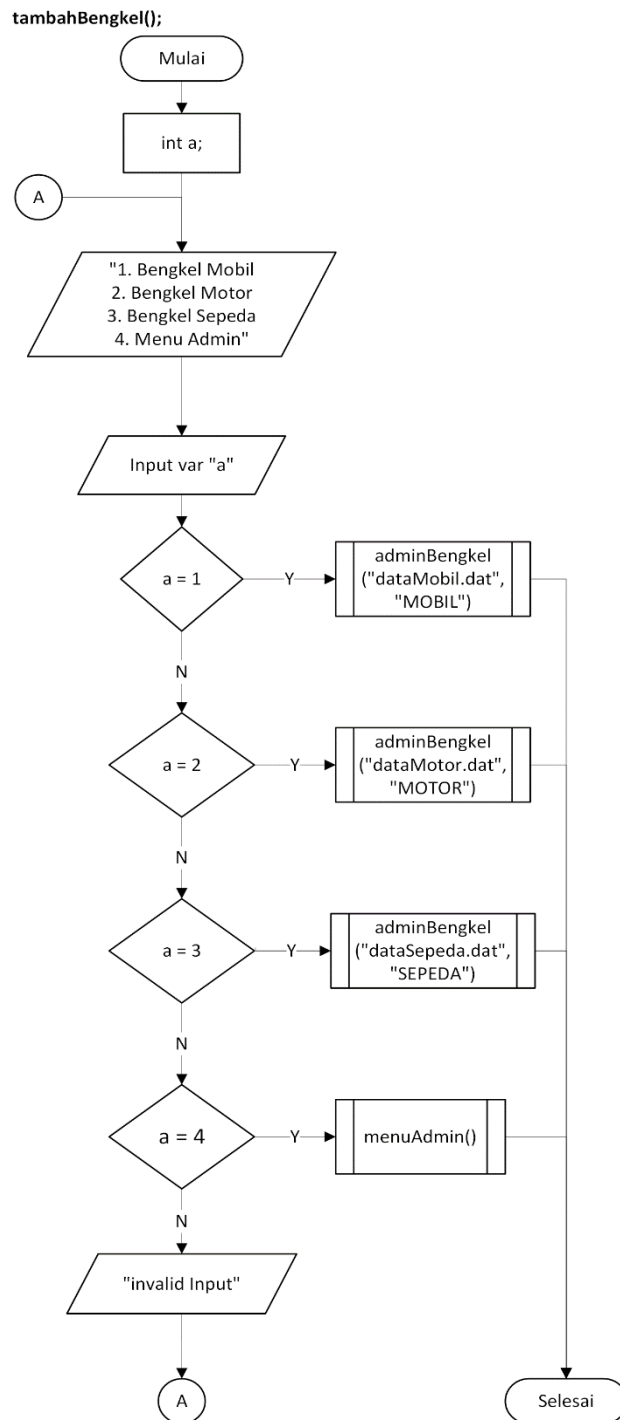 tambahBengkel();
Mulai
int a;
A
"1. Bengkel Mobil
2. Bengkel Motor
3. Bengkel Sepeda
4. Menu Admin"
Input var "a"
a = 1
Y
adminBengkel
("dataMobil.dat",
"MOBIL")
N
a = 2
Y
adminBengkel
("dataMotor.dat",
"MOTOR")
N
a = 3
Y
adminBengkel
("dataSepeda.dat",
"SEPEDA")
N
a = 4
Y
menuAdmin()
N
"invalid Input"
A
Selesai